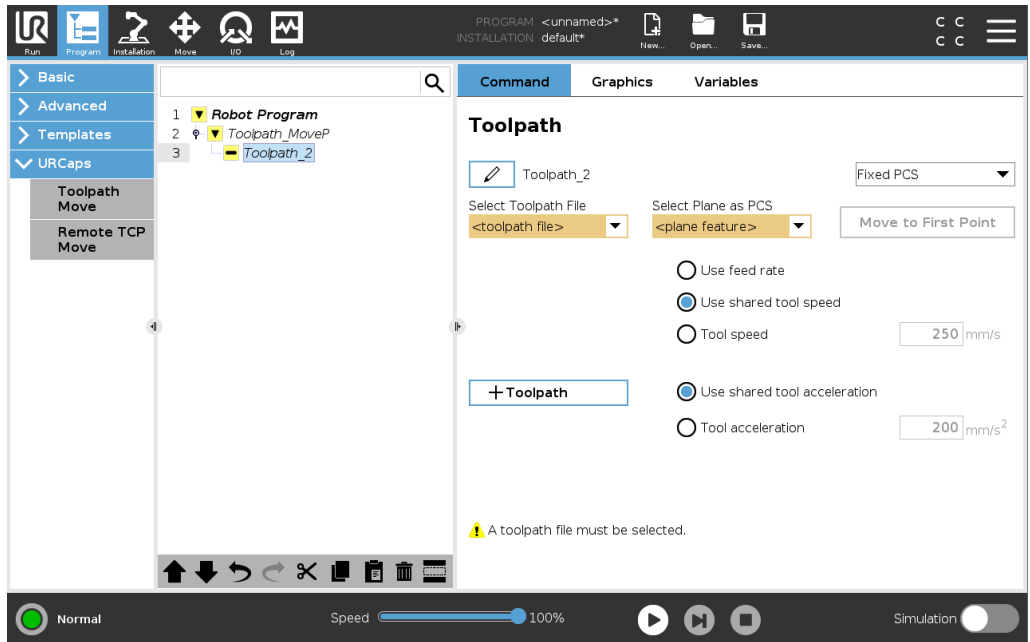 UR
PROGRAM <unnamed>*
INSTALLATION default*
Run Program Installation Move I/O Log
New... Open... Save...
C C
C C
Basic
Advanced
Templates
URCaps
Toolpath
Move
Remote TCP
Move
1 Robot Program
2 Toolpath_MoveP
3 Toolpath_2
Command Graphics Variables
Toolpath
Toolpath_2
Fixed PCS
Select Toolpath File
Select Plane as PCS
<toolpath file>
<plane feature>
Move to First Point
Use feed rate
Use shared tool speed
Tool speed 250 mm/s
+Toolpath
Use shared tool acceleration
Tool acceleration 200 mm/s²
A toolpath file must be selected.
Normal
Speed 100%
Simulation